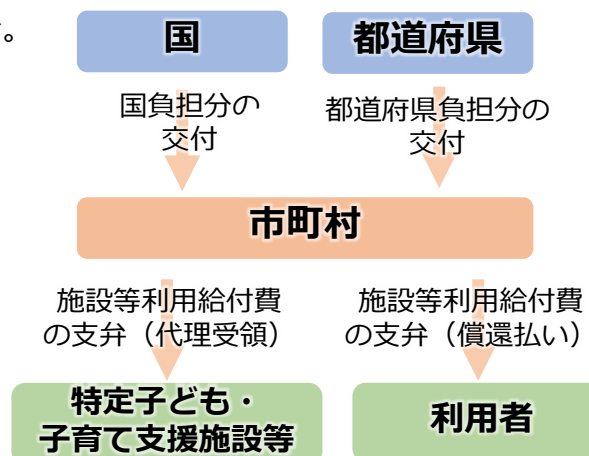 。
国
都道府県
国負担分の
交付
都道府県負担分の
交付
市町村
施設等利用給付費
の支弁（代理受領）
施設等利用給付費
の支弁（償還払い）
特定子ども・
子育て支援施設等
利用者